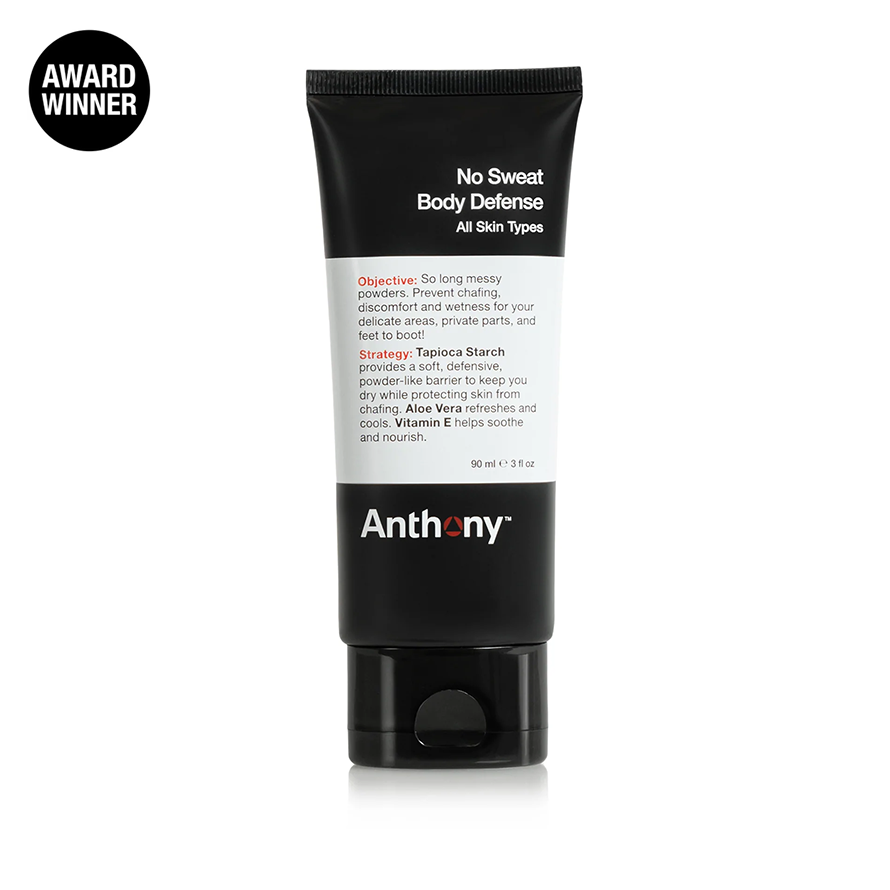 AWARD
WINNER
No Sweat
Body Defense
All Skin Types
Objective: So long messy
powders. Prevent chafing,
discomfort and wetness for your
delicate areas, private parts, and
feet to boot!
Strategy: Tapioca Starch
provides a soft, defensive,
powder-like barrier to keep you
dry while protecting skin from
chafing. Aloe Vera refreshes and
cools. Vitamin E helps soothe
and nourish.
90 ml ℮ 3 fl oz
Anthony™